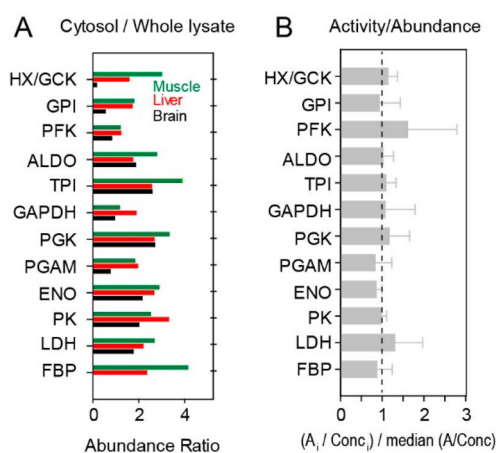 A
Cytosol / Whole lysate
HX/GCK
GPI
PFK
ALDO
TPI
GAPDH
PGK
PGAM
ENO
PK
LDH
FBP
Muscle
Liver
Brain
0 2 4
Abundance Ratio
B
Activity/Abundance
HX/GCK
GPI
PFK
ALDO
TPI
GAPDH
PGK
PGAM
ENO
PK
LDH
FBP
0 1 2 3
(Ai / Conci) / median (A/Conc)